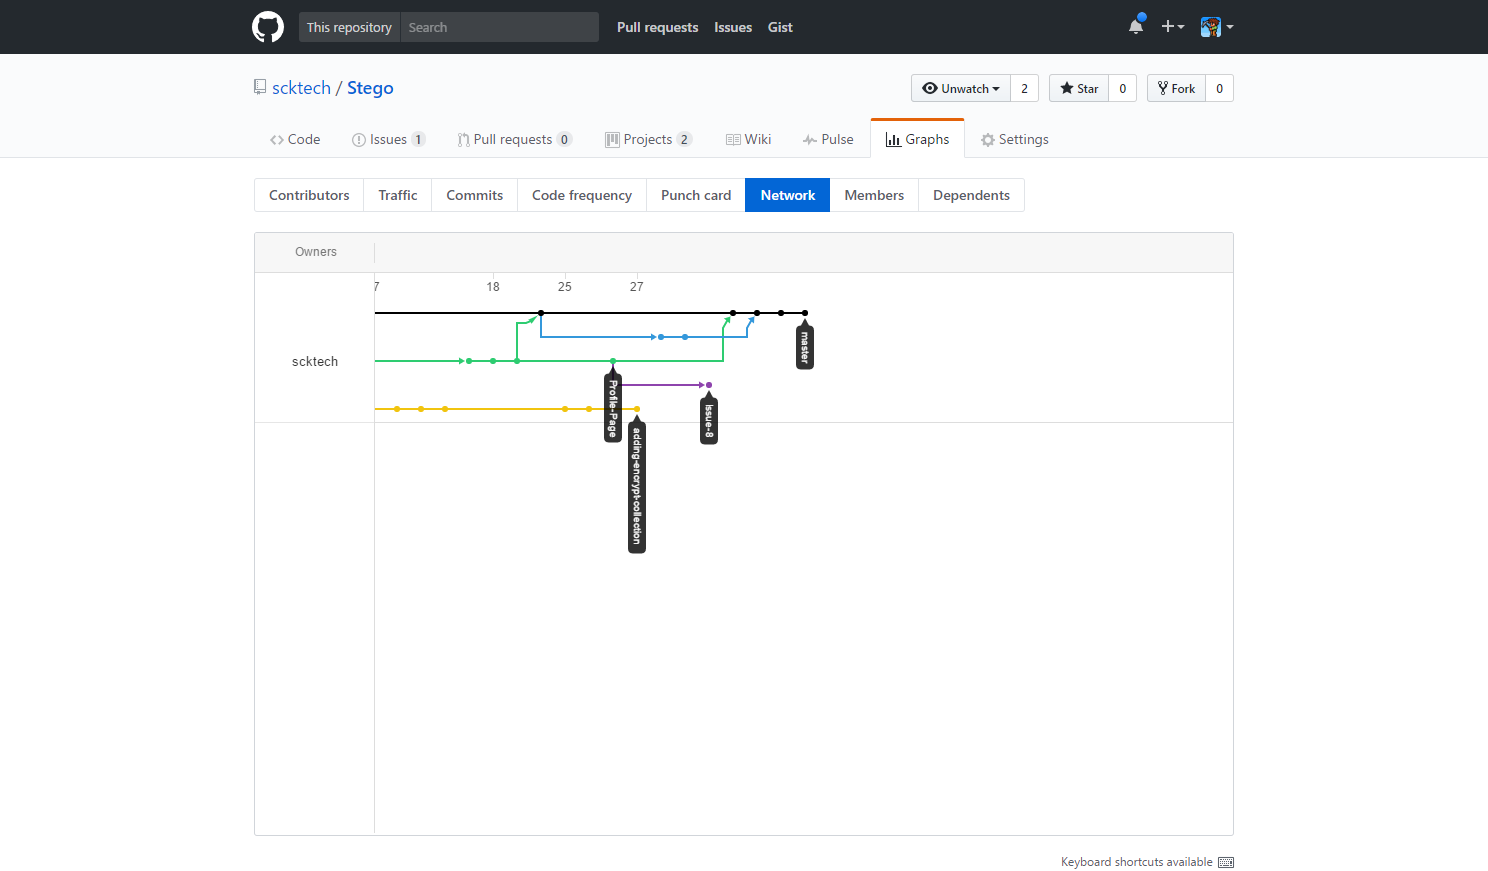 This repository Search Pull requests Issues Gist
scktech / Stego
Unwatch 2 Star 0 Fork 0
Code Issues 1 Pull requests 0 Projects 2 Wiki Pulse Graphs Settings
Contributors Traffic Commits Code frequency Punch card Network Members Dependents
Owners
7 18 25 27
scktech
master
Profile-Page
issue-8
adding-encrypt-collection
Keyboard shortcuts available